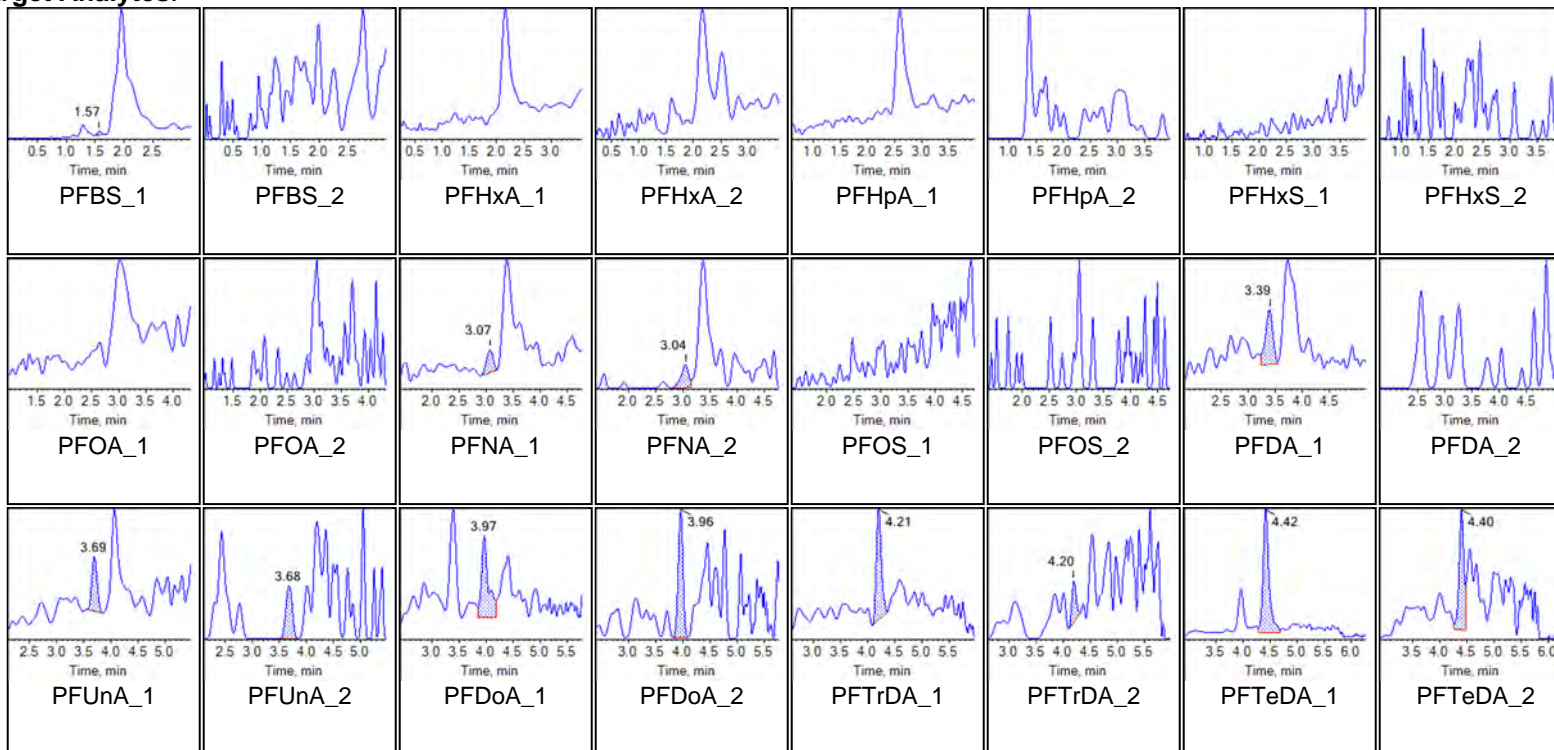 rget Analytes:
1.57
0.5 1.0 1.5 2.0 2.5
Time, min
PFBS_1
0.5 1.0 1.5 2.0 2.5
Time, min
PFBS_2
0.5 1.0 1.5 2.0 2.5 3.0
Time, min
PFHxA_1
0.5 1.0 1.5 2.0 2.5 3.0
Time, min
PFHxA_2
1.0 1.5 2.0 2.5 3.0 3.5
Time, min
PFHpA_1
1.0 1.5 2.0 2.5 3.0 3.5
Time, min
PFHpA_2
1.0 1.5 2.0 2.5 3.0 3.5
Time, min
PFHxS_1
1.0 1.5 2.0 2.5 3.0 3.5
Time, min
PFHxS_2
1.5 2.0 2.5 3.0 3.5 4.0
Time, min
PFOA_1
1.0 1.5 2.0 2.5 3.0 3.5 4.0
Time, min
PFOA_2
3.07
2.0 2.5 3.0 3.5 4.0 4.5
Time, min
PFNA_1
3.04
2.0 2.5 3.0 3.5 4.0 4.5
Time, min
PFNA_2
2.0 2.5 3.0 3.5 4.0 4.5
Time, min
PFOS_1
2.0 2.5 3.0 3.5 4.0 4.5
Time, min
PFOS_2
3.39
2.5 3.0 3.5 4.0 4.5
Time, min
PFDA_1
2.5 3.0 3.5 4.0 4.5 5.0
Time, min
PFDA_2
3.69
2.5 3.0 3.5 4.0 4.5 5.0
Time, min
PFUnA_1
3.68
2.5 3.0 3.5 4.0 4.5 5.0
Time, min
PFUnA_2
3.97
3.0 3.5 4.0 4.5 5.0 5.5
Time, min
PFDoA_1
3.96
3.0 3.5 4.0 4.5 5.0 5.5
Time, min
PFDoA_2
4.21
3.0 3.5 4.0 4.5 5.0 5.5
Time, min
PFTrDA_1
4.20
3.0 3.5 4.0 4.5 5.0 5.5
Time, min
PFTrDA_2
4.42
3.0 3.5 4.0 4.5 5.0 5.5 6.0
Time, min
PFTeDA_1
4.40
3.5 4.0 4.5 5.0 5.5 6.0
Time, min
PFTeDA_2